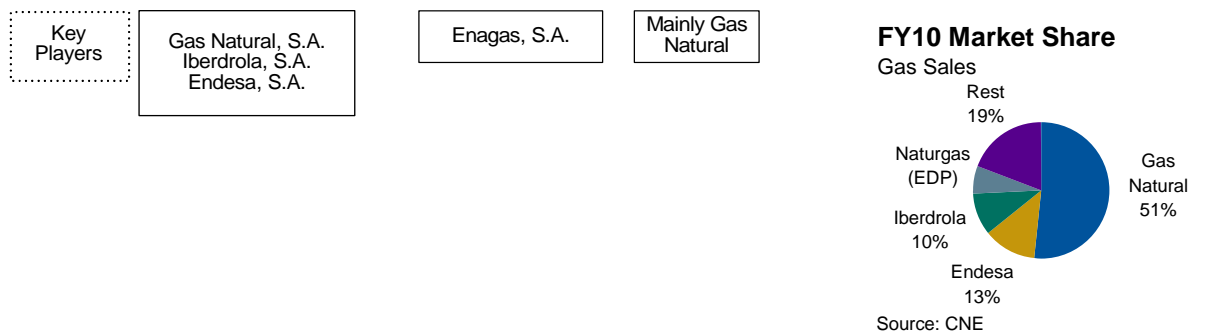 Key
Players
Gas Natural, S.A.
Iberdrola, S.A.
Endesa, S.A.
Enagas, S.A.
Mainly Gas
Natural
FY10 Market Share
Gas Sales
Rest
19%
Naturgas
(EDP)
Iberdrola
10%
Endesa
13%
Gas
Natural
51%
Source: CNE